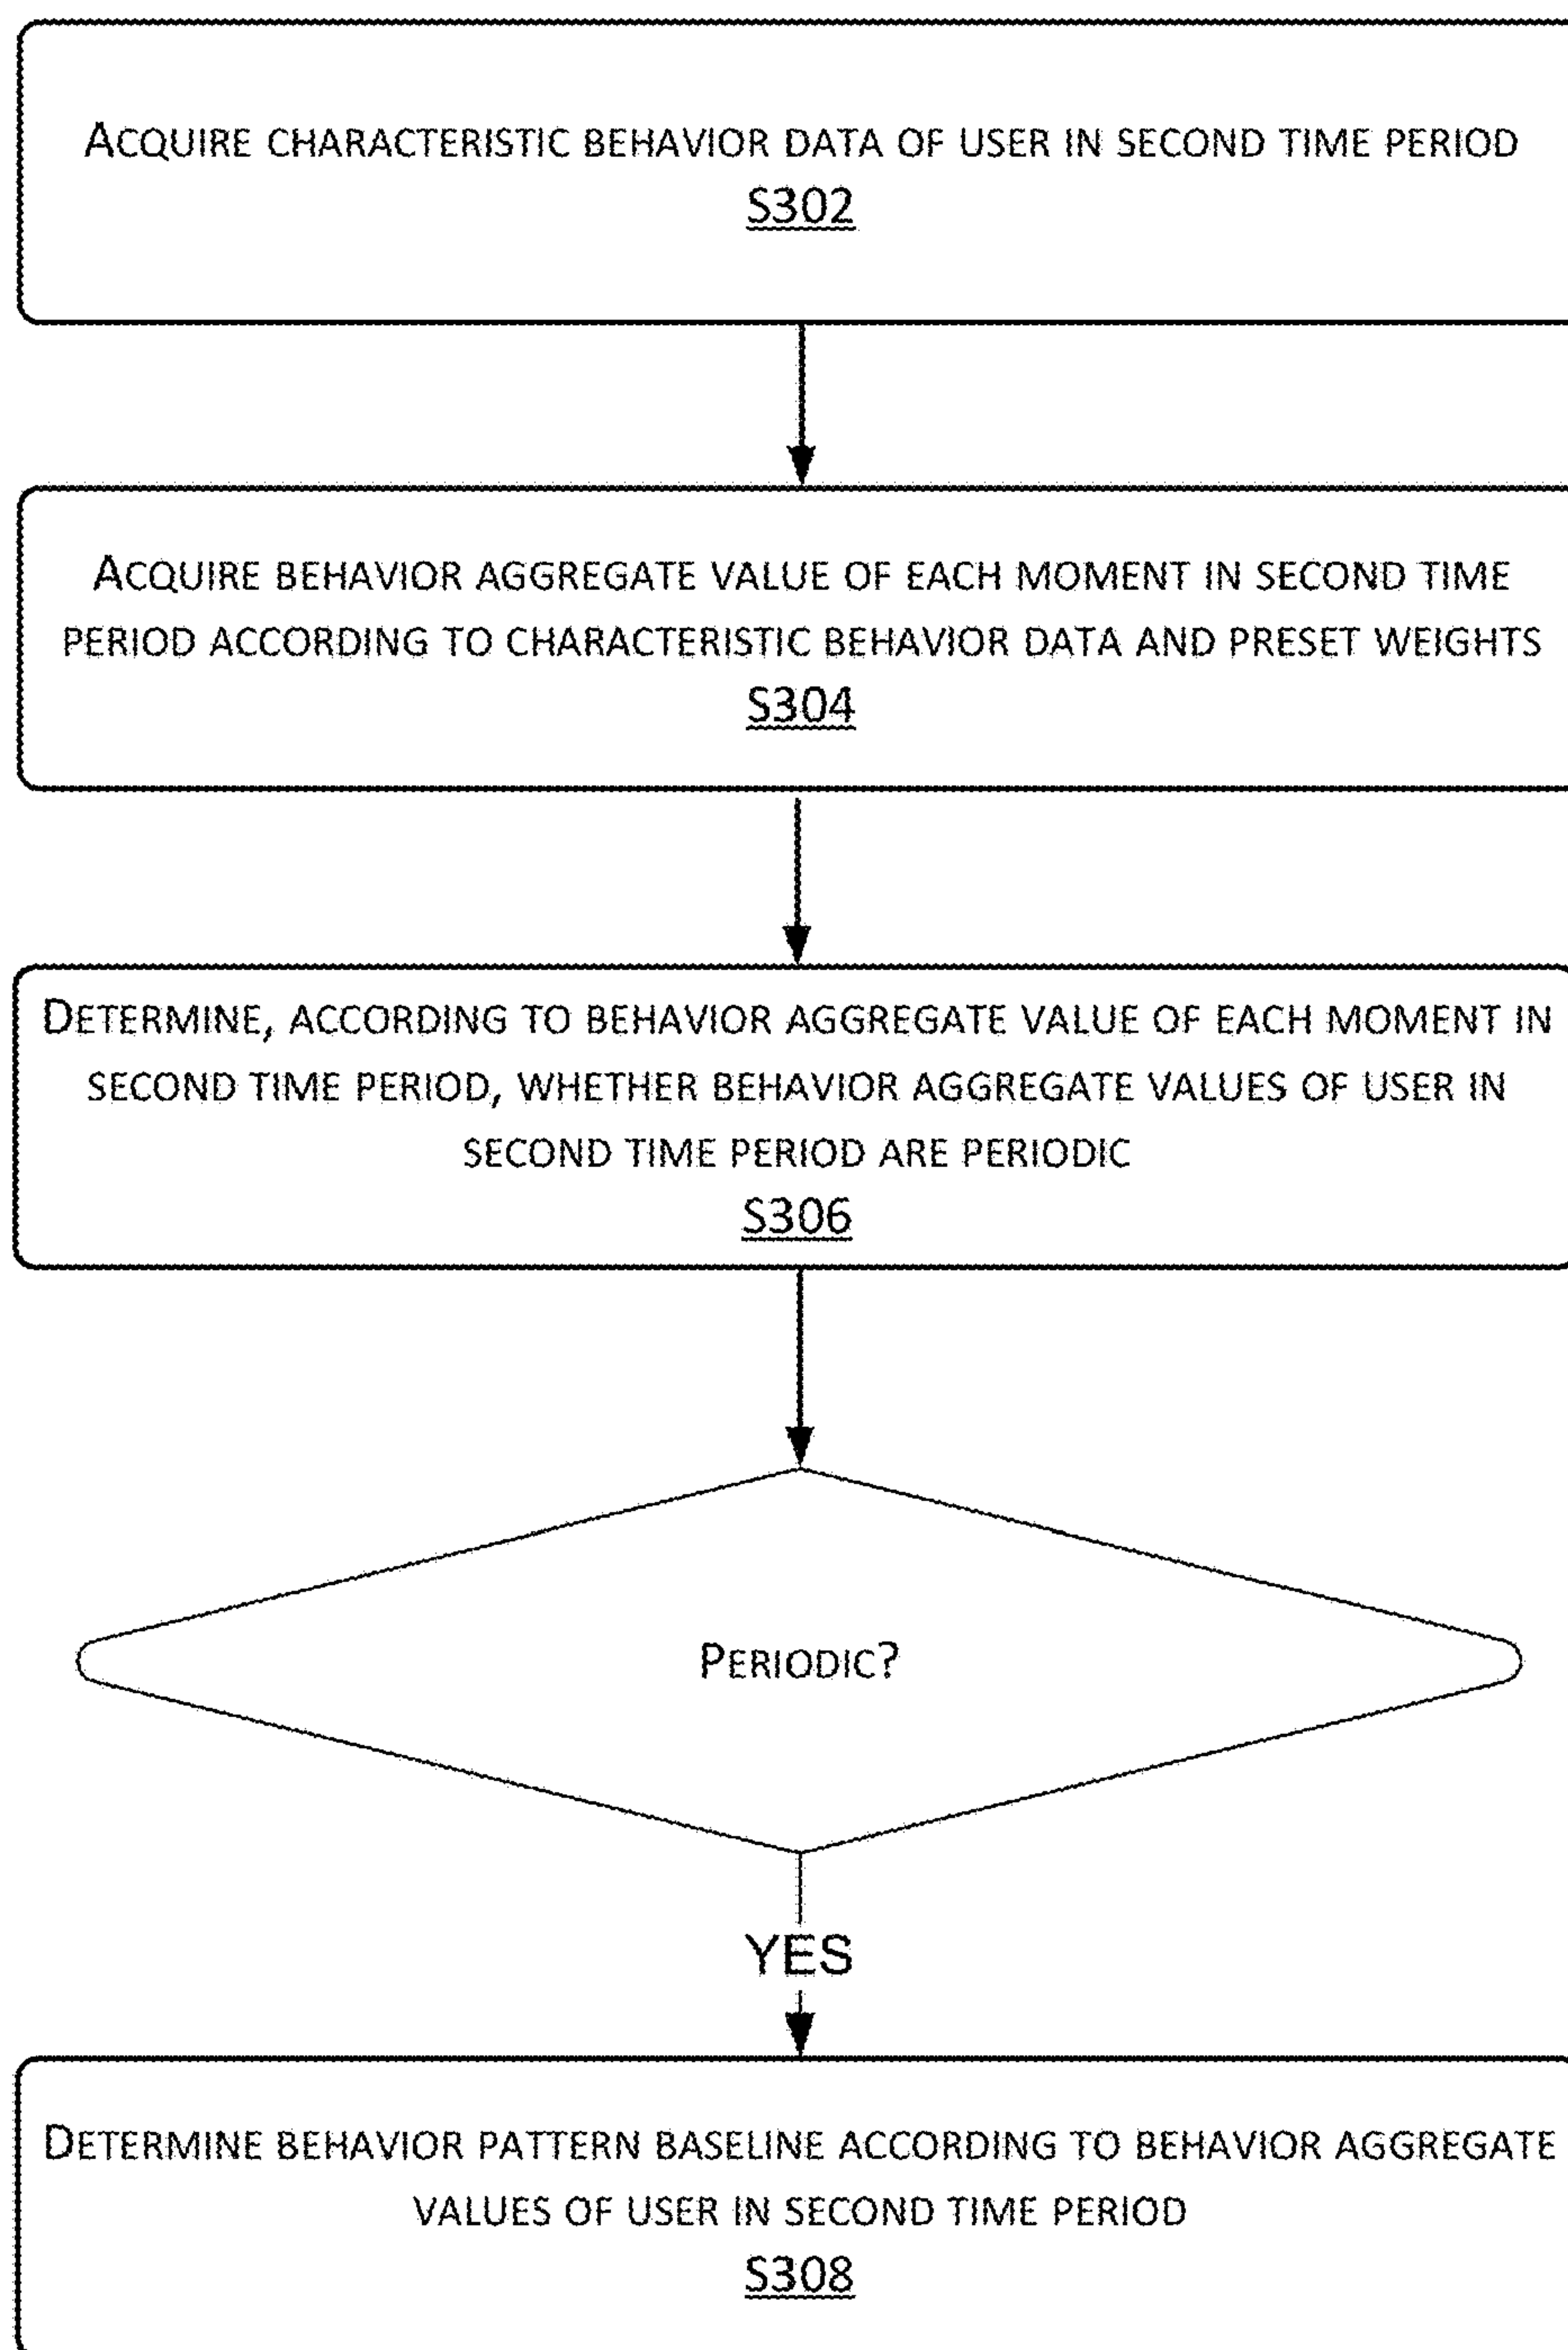 ACQUIRE CHARACTERISTIC BEHAVIOR DATA OF USER IN SECOND TIME PERIOD
S302
ACQUIRE BEHAVIOR AGGREGATE VALUE OF EACH MOMENT IN SECOND TIME
PERIOD ACCORDING TO CHARACTERISTIC BEHAVIOR DATA AND PRESET WEIGHTS
S304
DETERMINE, ACCORDING TO BEHAVIOR AGGREGATE VALUE OF EACH MOMENT IN
SECOND TIME PERIOD, WHETHER BEHAVIOR AGGREGATE VALUES OF USER IN
SECOND TIME PERIOD ARE PERIODIC
S306
PERIODIC?
YES
DETERMINE BEHAVIOR PATTERN BASELINE ACCORDING TO BEHAVIOR AGGREGATE
VALUES OF USER IN SECOND TIME PERIOD
S308